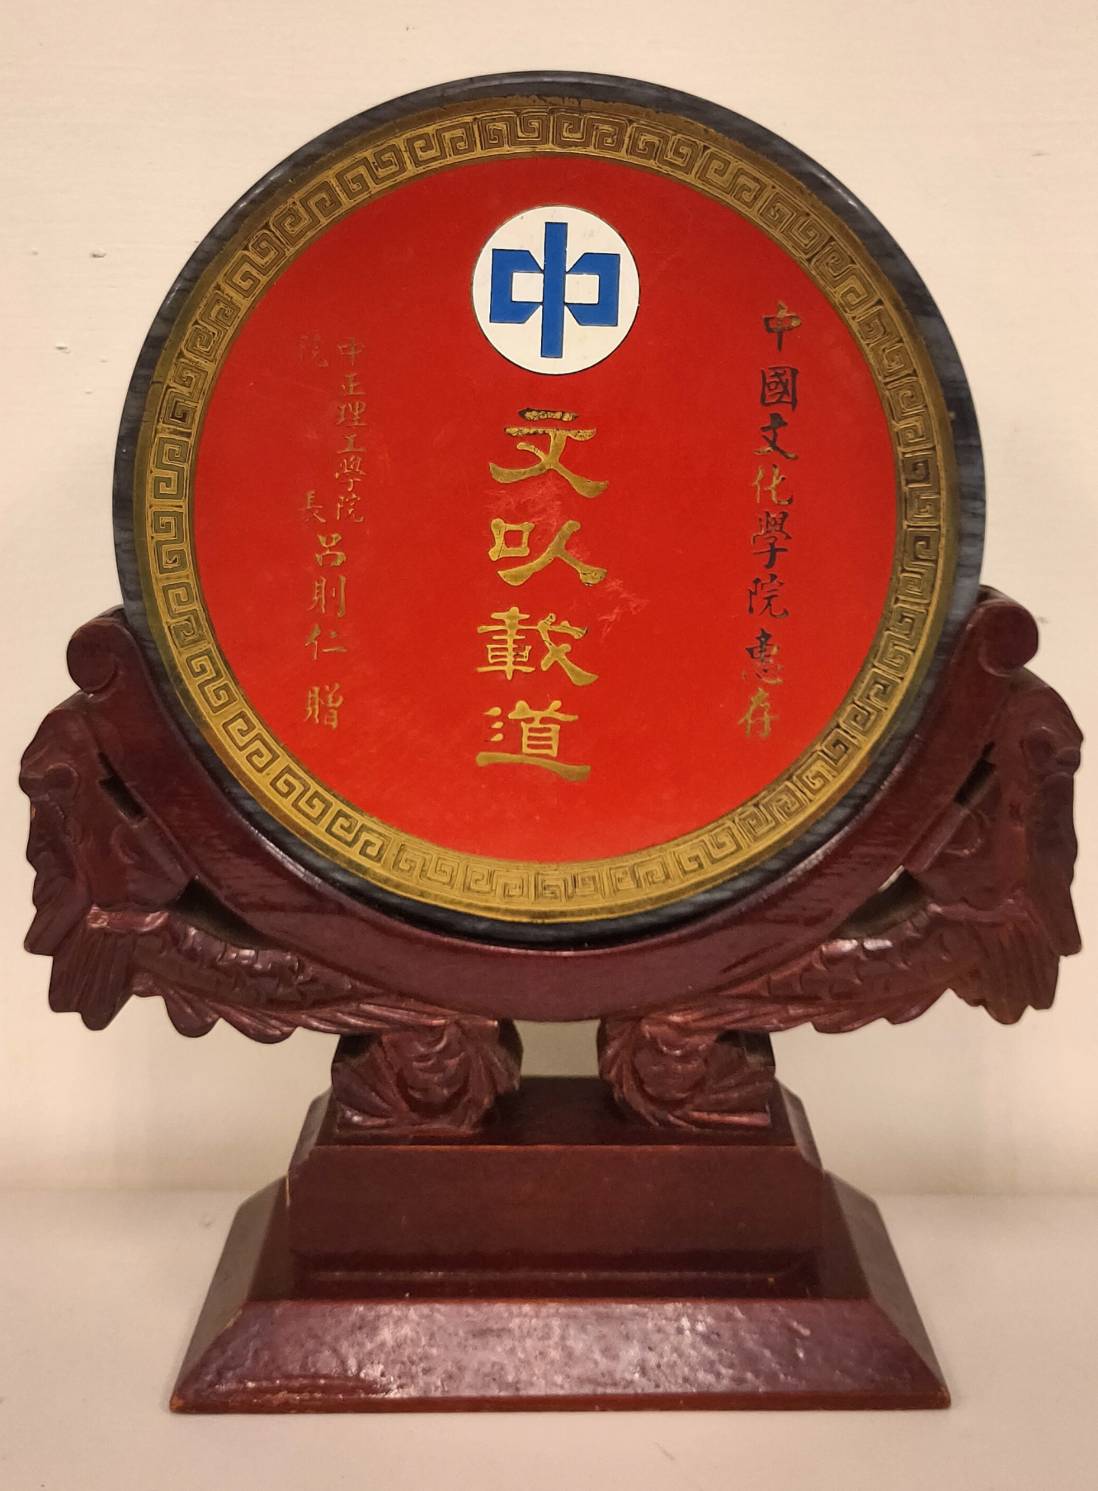 中
中國文化學院惠存
文以載道
中正理工學院
院長呂則仁贈